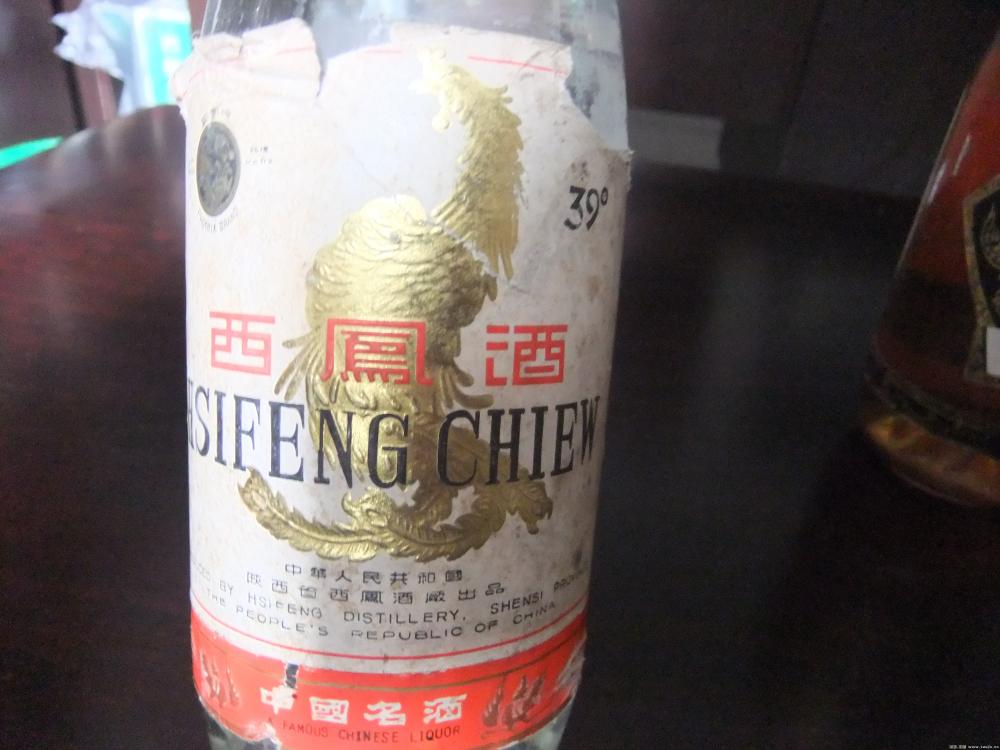 39°
西鳳酒
HSIFENG CHIEW
中華人民共和國
陝西省西鳳酒廠出品
BY HSIFENG DISTILLERY, SHENSI
THE PEOPLE'S REPUBLIC OF CHINA
中國名酒
A FAMOUS CHINESE LIQUOR